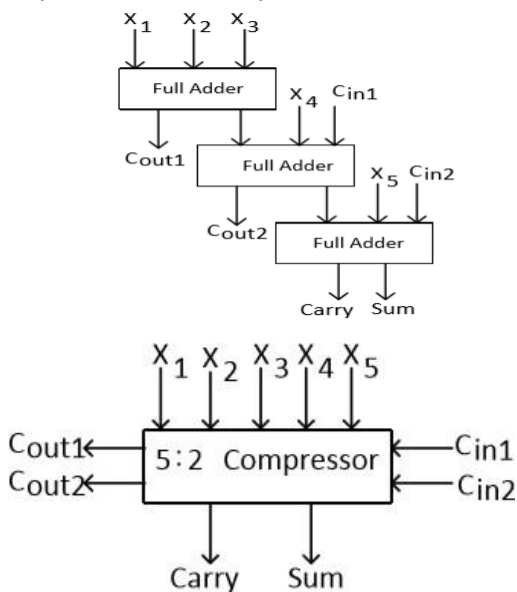 x1 x2 x3
Full Adder
x4 Cin1
Cout1
Full Adder
x5 Cin2
Cout2
Full Adder
Carry Sum
X1 X2 X3 X4 X5
Cout1 5:2 Compressor Cin1
Cout2 Cin2
Carry Sum